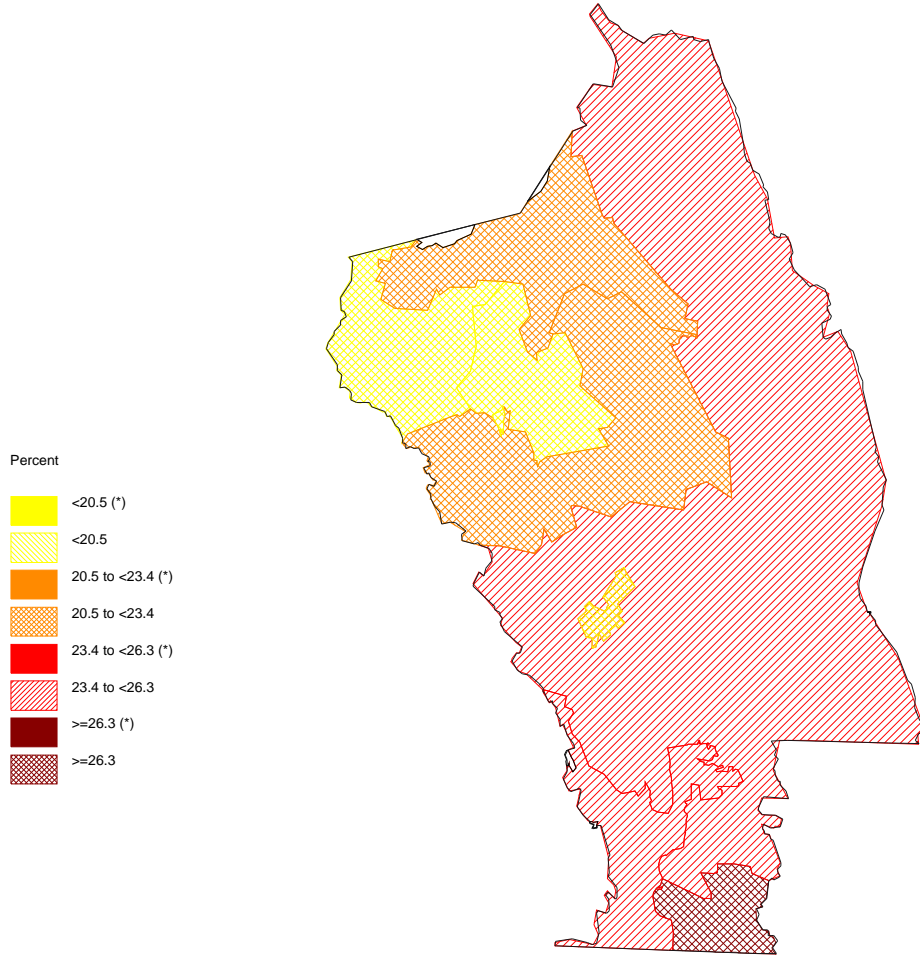 Percent
<20.5 (*)
<20.5
20.5 to <23.4 (*)
20.5 to <23.4
23.4 to <26.3 (*)
23.4 to <26.3
>=26.3 (*)
>=26.3